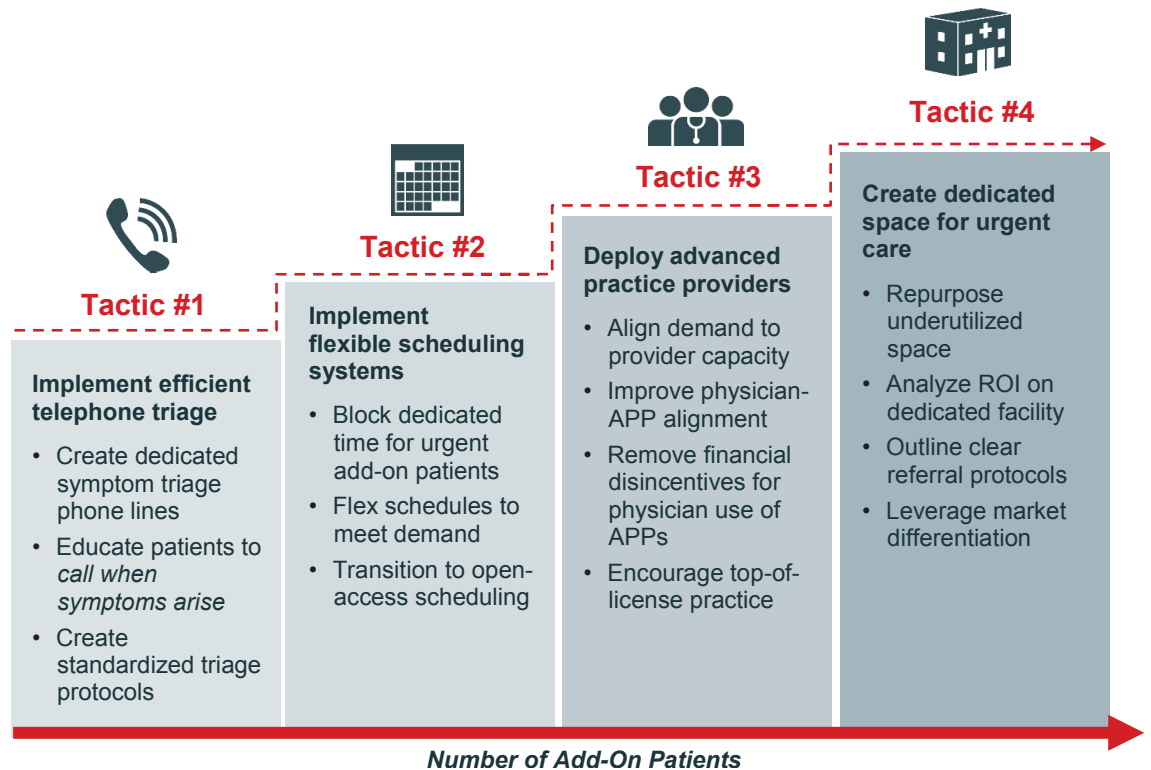 Tactic #1
Implement efficient
telephone triage
• Create dedicated
symptom triage
phone lines
• Educate patients to
call when
symptoms arise
• Create
standardized triage
protocols
Tactic #2
Implement
flexible scheduling
systems
• Block dedicated
time for urgent
add-on patients
• Flex schedules to
meet demand
• Transition to open-
access scheduling
Tactic #3
Deploy advanced
practice providers
• Align demand to
provider capacity
• Improve physician-
APP alignment
• Remove financial
disincentives for
physician use of
APPs
• Encourage top-of-
license practice
Tactic #4
Create dedicated
space for urgent
care
• Repurpose
underutilized
space
• Analyze ROI on
dedicated facility
• Outline clear
referral protocols
• Leverage market
differentiation
Number of Add-On Patients